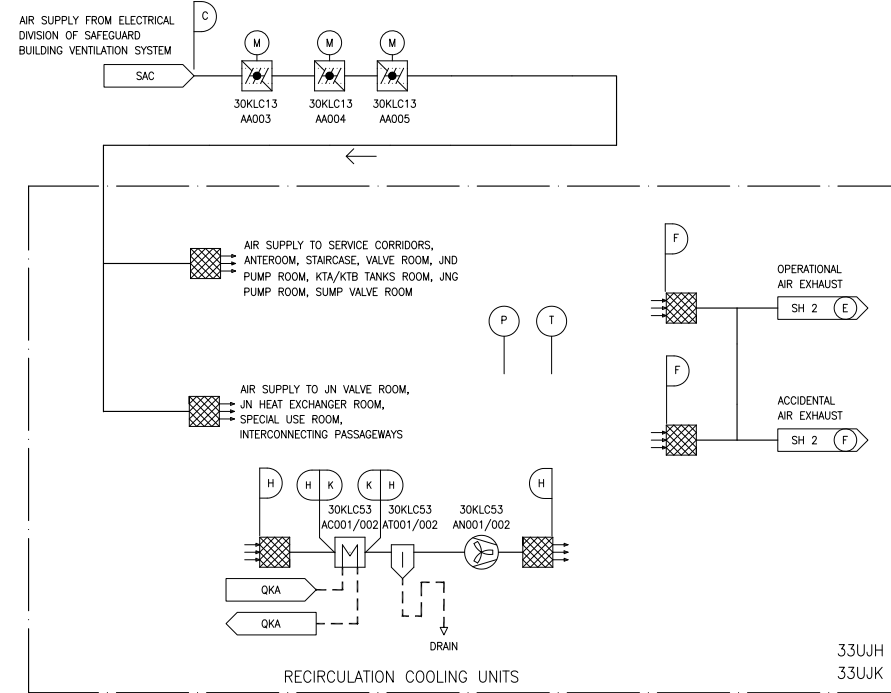 AIR SUPPLY FROM ELECTRICAL
DIVISION OF SAFEGUARD
BUILDING VENTILATION SYSTEM
C
SAC
M
M
M
30KLC13
AA003
30KLC13
AA004
30KLC13
AA005
AIR SUPPLY TO SERVICE CORRIDORS,
ANTEROOM, STAIRCASE, VALVE ROOM, JND
PUMP ROOM, KTA/KTB TANKS ROOM, JNG
PUMP ROOM, SUMP VALVE ROOM
F
OPERATIONAL
AIR EXHAUST
SH 2 E
P
T
F
ACCIDENTAL
AIR EXHAUST
SH 2 F
AIR SUPPLY TO JN VALVE ROOM,
JN HEAT EXCHANGER ROOM,
SPECIAL USE ROOM,
INTERCONNECTING PASSAGEWAYS
H
H K
K H
H
30KLC53
AC001/002
30KLC53
AT001/002
30KLC53
AN001/002
QKA
QKA
DRAIN
RECIRCULATION COOLING UNITS
33UJH
33UJK